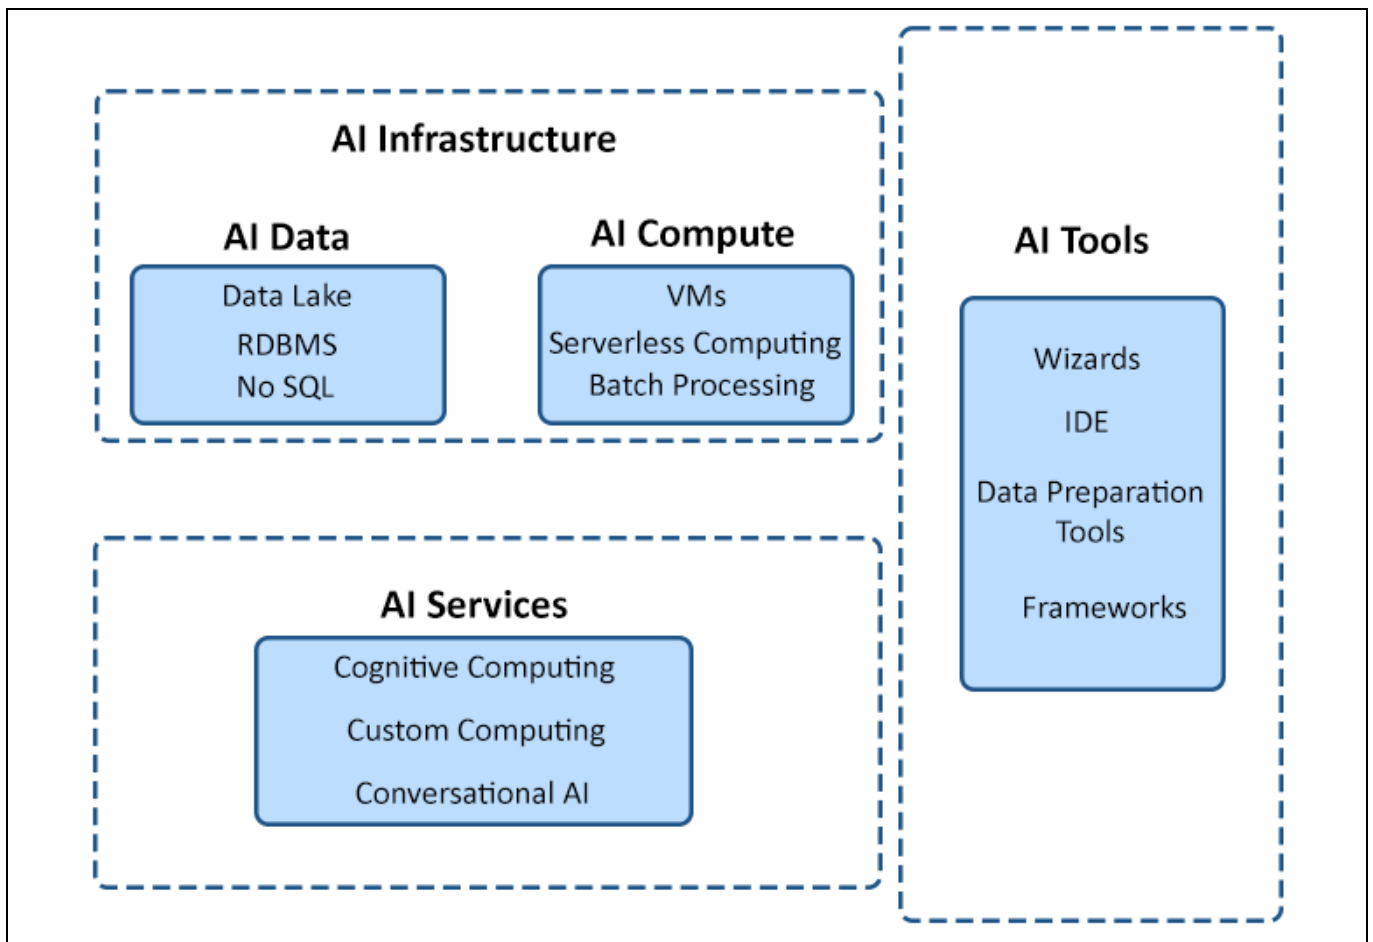 AI Infrastructure
AI Data
Data Lake
RDBMS
No SQL
AI Compute
VMs
Serverless Computing
Batch Processing
AI Services
Cognitive Computing
Custom Computing
Conversational AI
AI Tools
Wizards
IDE
Data Preparation
Tools
Frameworks